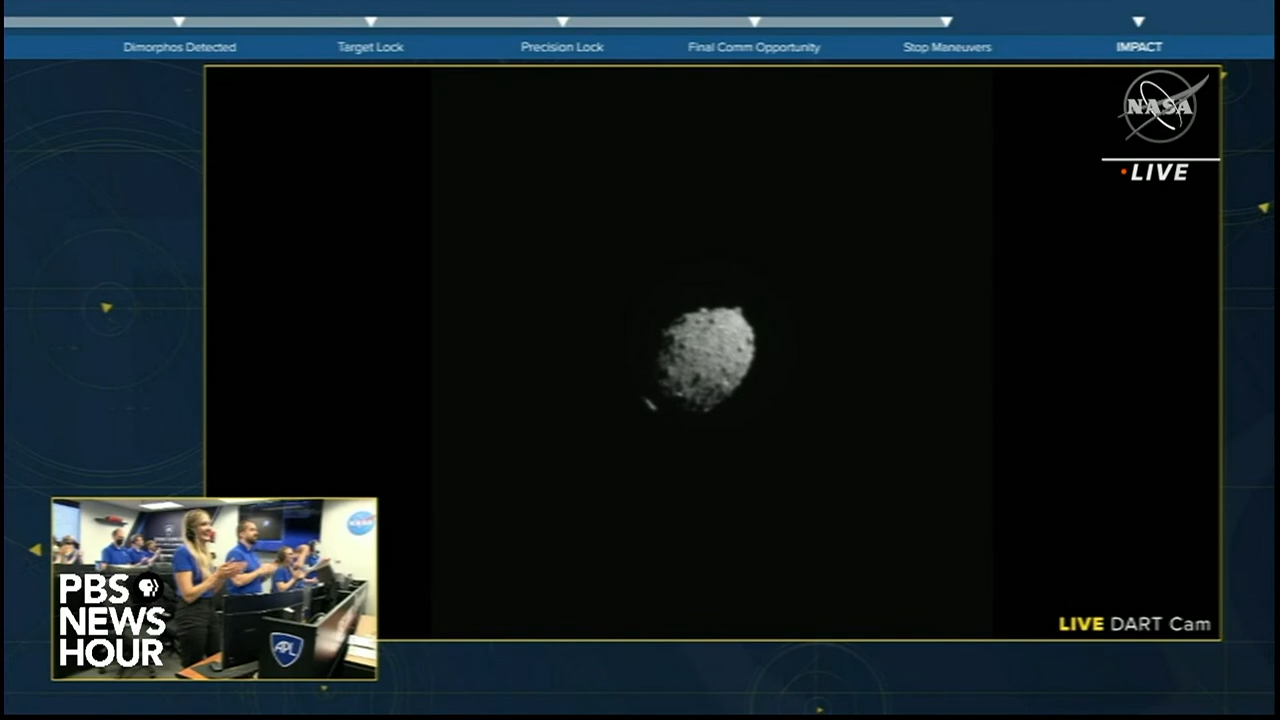 Dimorphos Detected
Target Lock
Precision Lock
Final Comm Opportunity
Stop Maneuvers
IMPACT
NASA
LIVE
LIVE DART Cam
NASA
PBS
NEWS
HOUR
APL